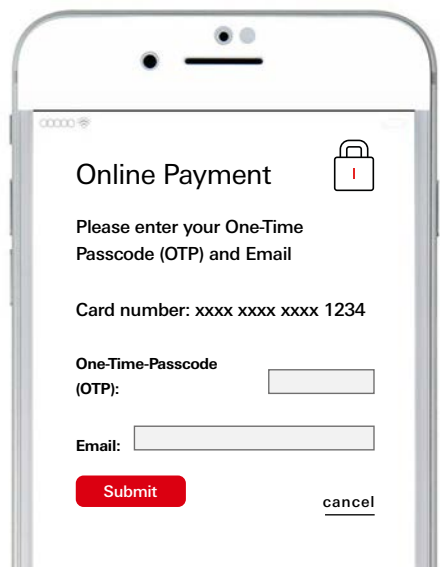 Online Payment
Please enter your One-Time
Passcode (OTP) and Email
Card number: xxxx xxxx xxxx 1234
One-Time-Passcode
(OTP):
Email:
Submit
cancel